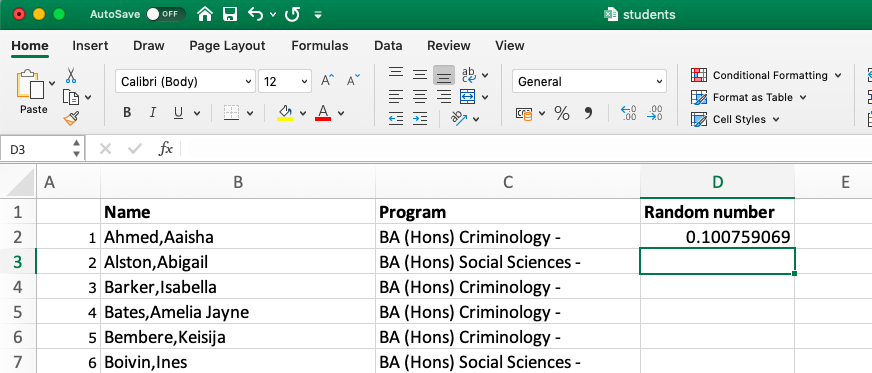 AutoSave OFF students
Home Insert Draw Page Layout Formulas Data Review View
Paste
Calibri (Body) 12 A^ A˅ ab General Conditional Formatting
B I U A % 9 .00 .00 Format as Table
Cell Styles
D3 fx
A B C D E
1 Name Program Random number
2 1 Ahmed,Aaisha BA (Hons) Criminology - 0.100759069
3 2 Alston,Abigail BA (Hons) Social Sciences -
4 3 Barker,Isabella BA (Hons) Criminology -
5 4 Bates,Amelia Jayne BA (Hons) Criminology -
6 5 Bembere,Keisija BA (Hons) Criminology -
7 6 Boivin,Ines BA (Hons) Social Sciences -